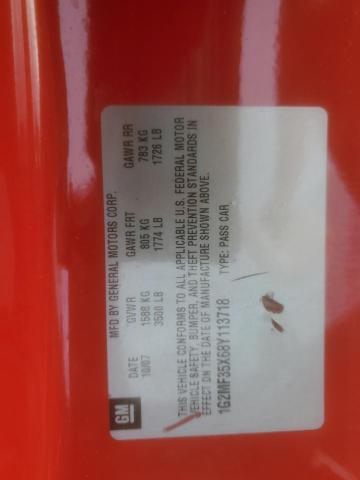 GM
MFD BY GENERAL MOTORS CORP.
DATE GVWR GAWR FRT GAWR RR
10/07 1588 KG 805 KG 783 KG
3500 LB 1774 LB 1726 LB
THIS VEHICLE CONFORMS TO ALL APPLICABLE U.S. FEDERAL MOTOR
VEHICLE SAFETY, BUMPER, AND THEFT PREVENTION STANDARDS IN
EFFECT ON THE DATE OF MANUFACTURE SHOWN ABOVE.
1G2MF35X68Y113718 TYPE: PASS CAR